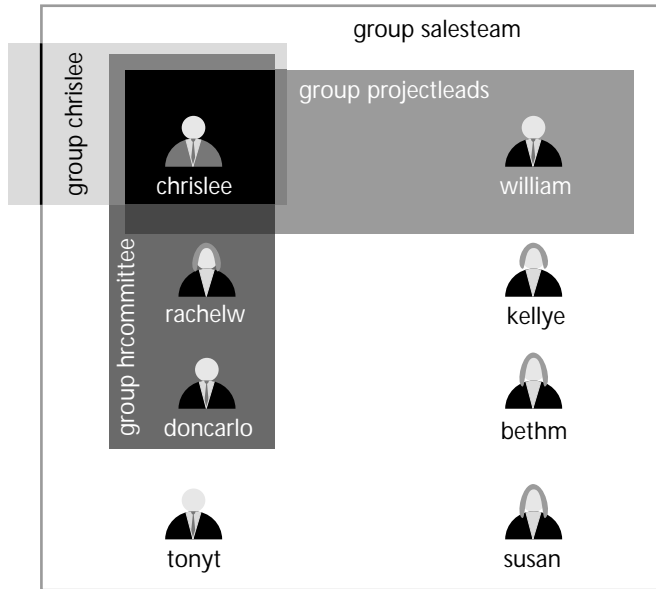 group salesteam
group chrislee
group projectleads
chrislee
william
group hrcommittee
rachelw
kellye
doncarlo
bethm
tonyt
susan